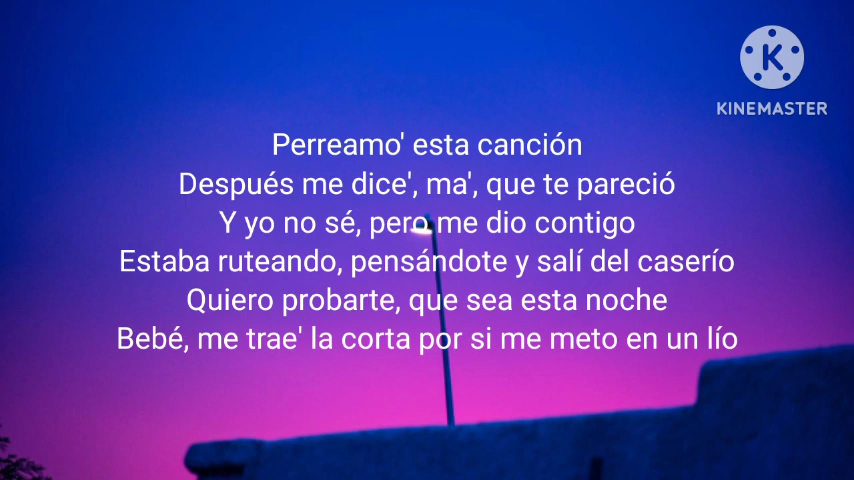 K
KINEMASTER
Perreamo' esta canción
Después me dice', ma', que te pareció
Y yo no sé, pero me dio contigo
Estaba ruteando, pensándote y salí del caserío
Quiero probarte, que sea esta noche
Bebé, me trae' la corta por si me meto en un lío